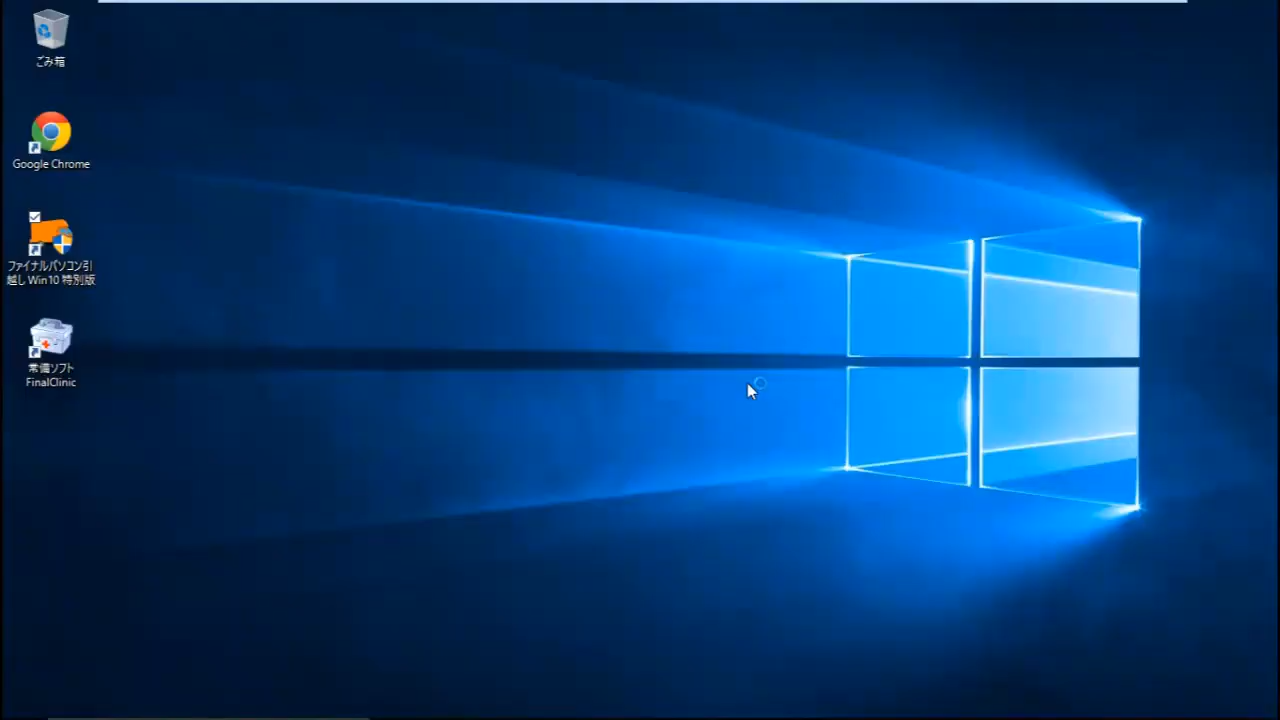 ごみ箱
Google Chrome
ファイナルパソコン引
越し Win10 特別版
常備ソフト
FinalClinic